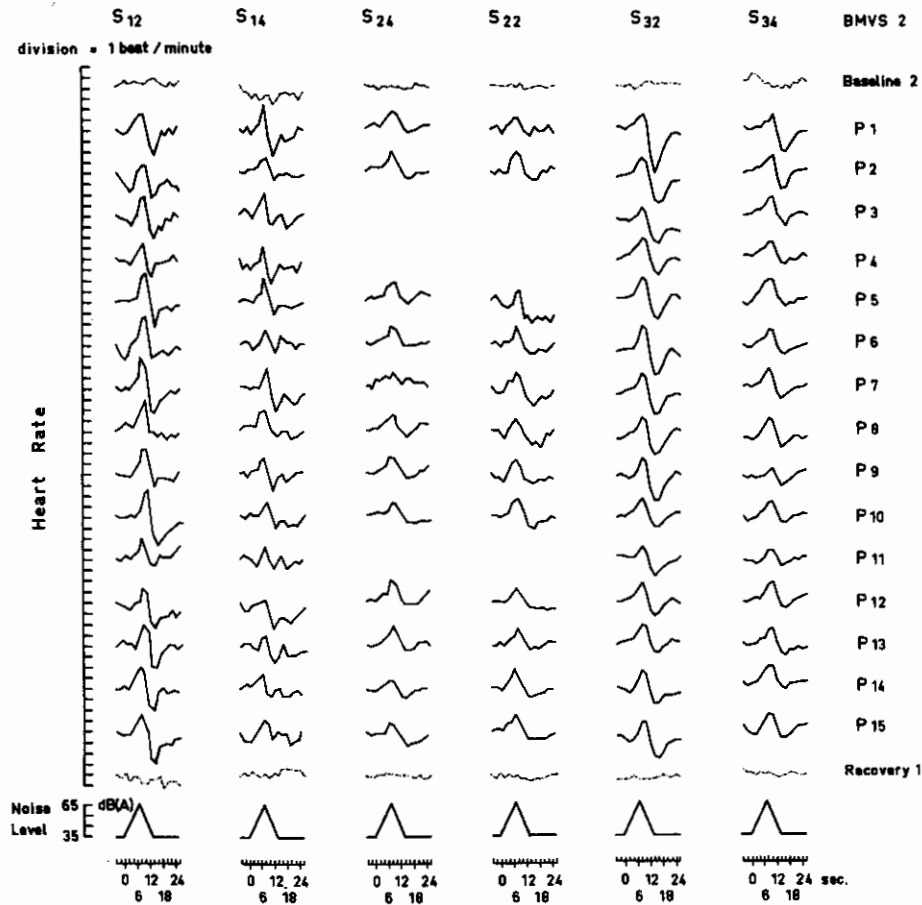 S12 S14 S24 S22 S32 S34 BMVS 2
division = 1 beat / minute
Baseline 2
P 1
P 2
P 3
P 4
P 5
P 6
P 7
P 8
P 9
P 10
P 11
P 12
P 13
P 14
P 15
Recovery 1
Heart Rate
Noise 65 dB(A)
Level 35
0 12 24 0 12 24 0 12 24 0 12 24 0 12 24 0 12 24 sec.
6 18 6 18 6 18 6 18 6 18 6 18